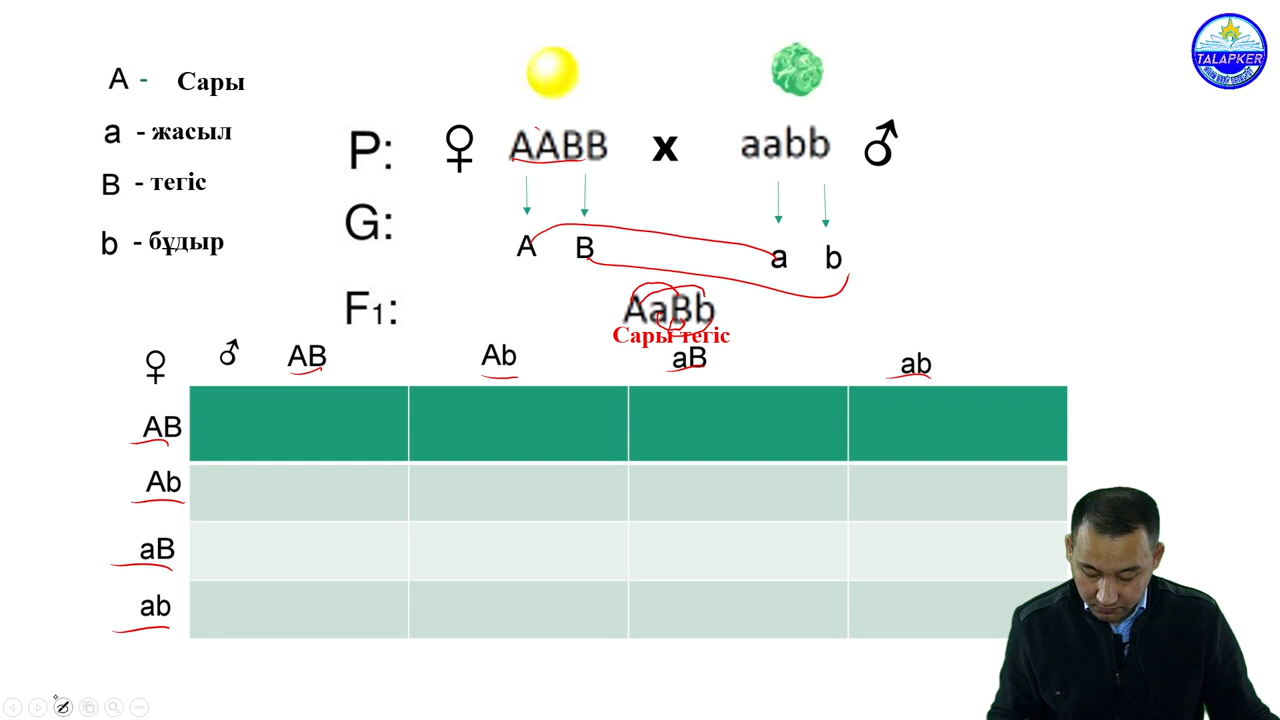 TALAPKER
A - Сары
a - жасыл
B - тегіс
b - бұдыр
P: ♀ AABB x aabb ♂
G: A B a b
F1: AaBb
Сары тегіс
♀ ♂ AB Ab aB ab
AB
Ab
aB
ab